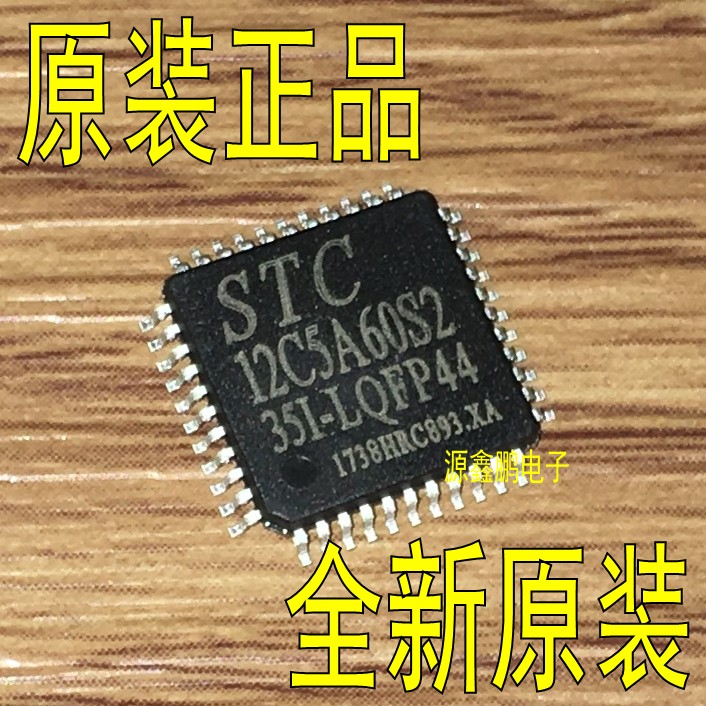 原装正品
STC
12C5A60S2
35I-LQFP44
1738HRC893.XA
源鑫鹏电子
全新原装